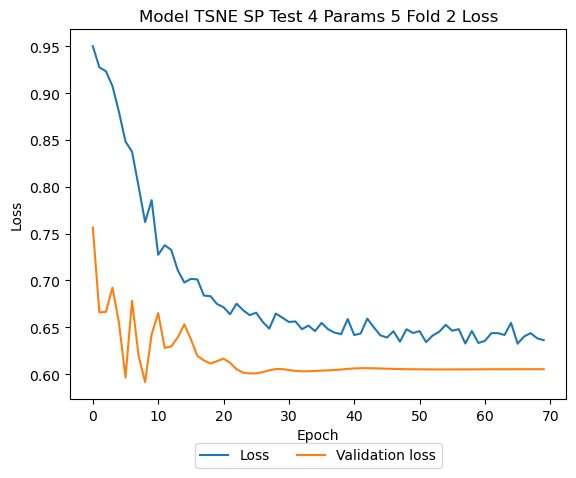 Model TSNE SP Test 4 Params 5 Fold 2 Loss
0.95
0.90
0.85
0.80
0.75
0.70
0.65
0.60
Loss
0 10 20 30 40 50 60 70
Epoch
Loss Validation loss